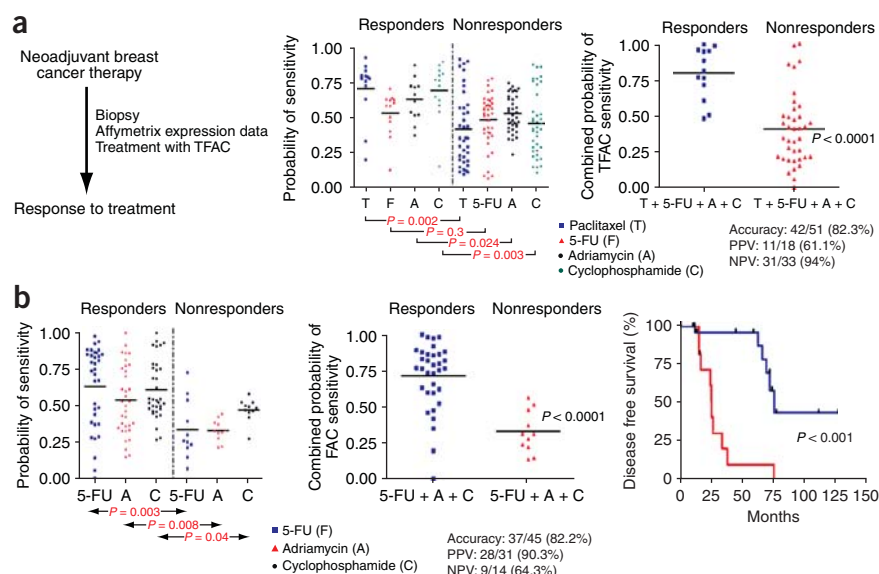 a
Neoadjuvant breast
cancer therapy
Biopsy
Affymetrix expression data
Treatment with TFAC
Response to treatment
Responders
Nonresponders
Probability of sensitivity
1.00
0.75
0.50
0.25
0.00
T F A C T 5-FU A C
P = 0.002
P = 0.3
P = 0.024
P = 0.003
Responders
Nonresponders
Combined probability of
TFAC sensitivity
1.00
0.75
0.50
0.25
0.00
P < 0.0001
T + 5-FU + A + C
T + 5-FU + A + C
Paclitaxel (T)
5-FU (F)
Adriamycin (A)
Cyclophosphamide (C)
Accuracy: 42/51 (82.3%)
PPV: 11/18 (61.1%)
NPV: 31/33 (94%)
b
Responders
Nonresponders
Probability of sensitivity
1.00
0.75
0.50
0.25
0.00
5-FU A C 5-FU A C
P = 0.003
P = 0.008
P = 0.04
Responders
Nonresponders
Combined probability of
FAC sensitivity
1.00
0.75
0.50
0.25
0.00
P < 0.0001
5-FU + A + C
5-FU + A + C
5-FU (F)
Adriamycin (A)
Cyclophosphamide (C)
Accuracy: 37/45 (82.2%)
PPV: 28/31 (90.3%)
NPV: 9/14 (64.3%)
Disease free survival (%)
100
75
50
25
0
P < 0.001
0 25 50 75 100 125 150
Months